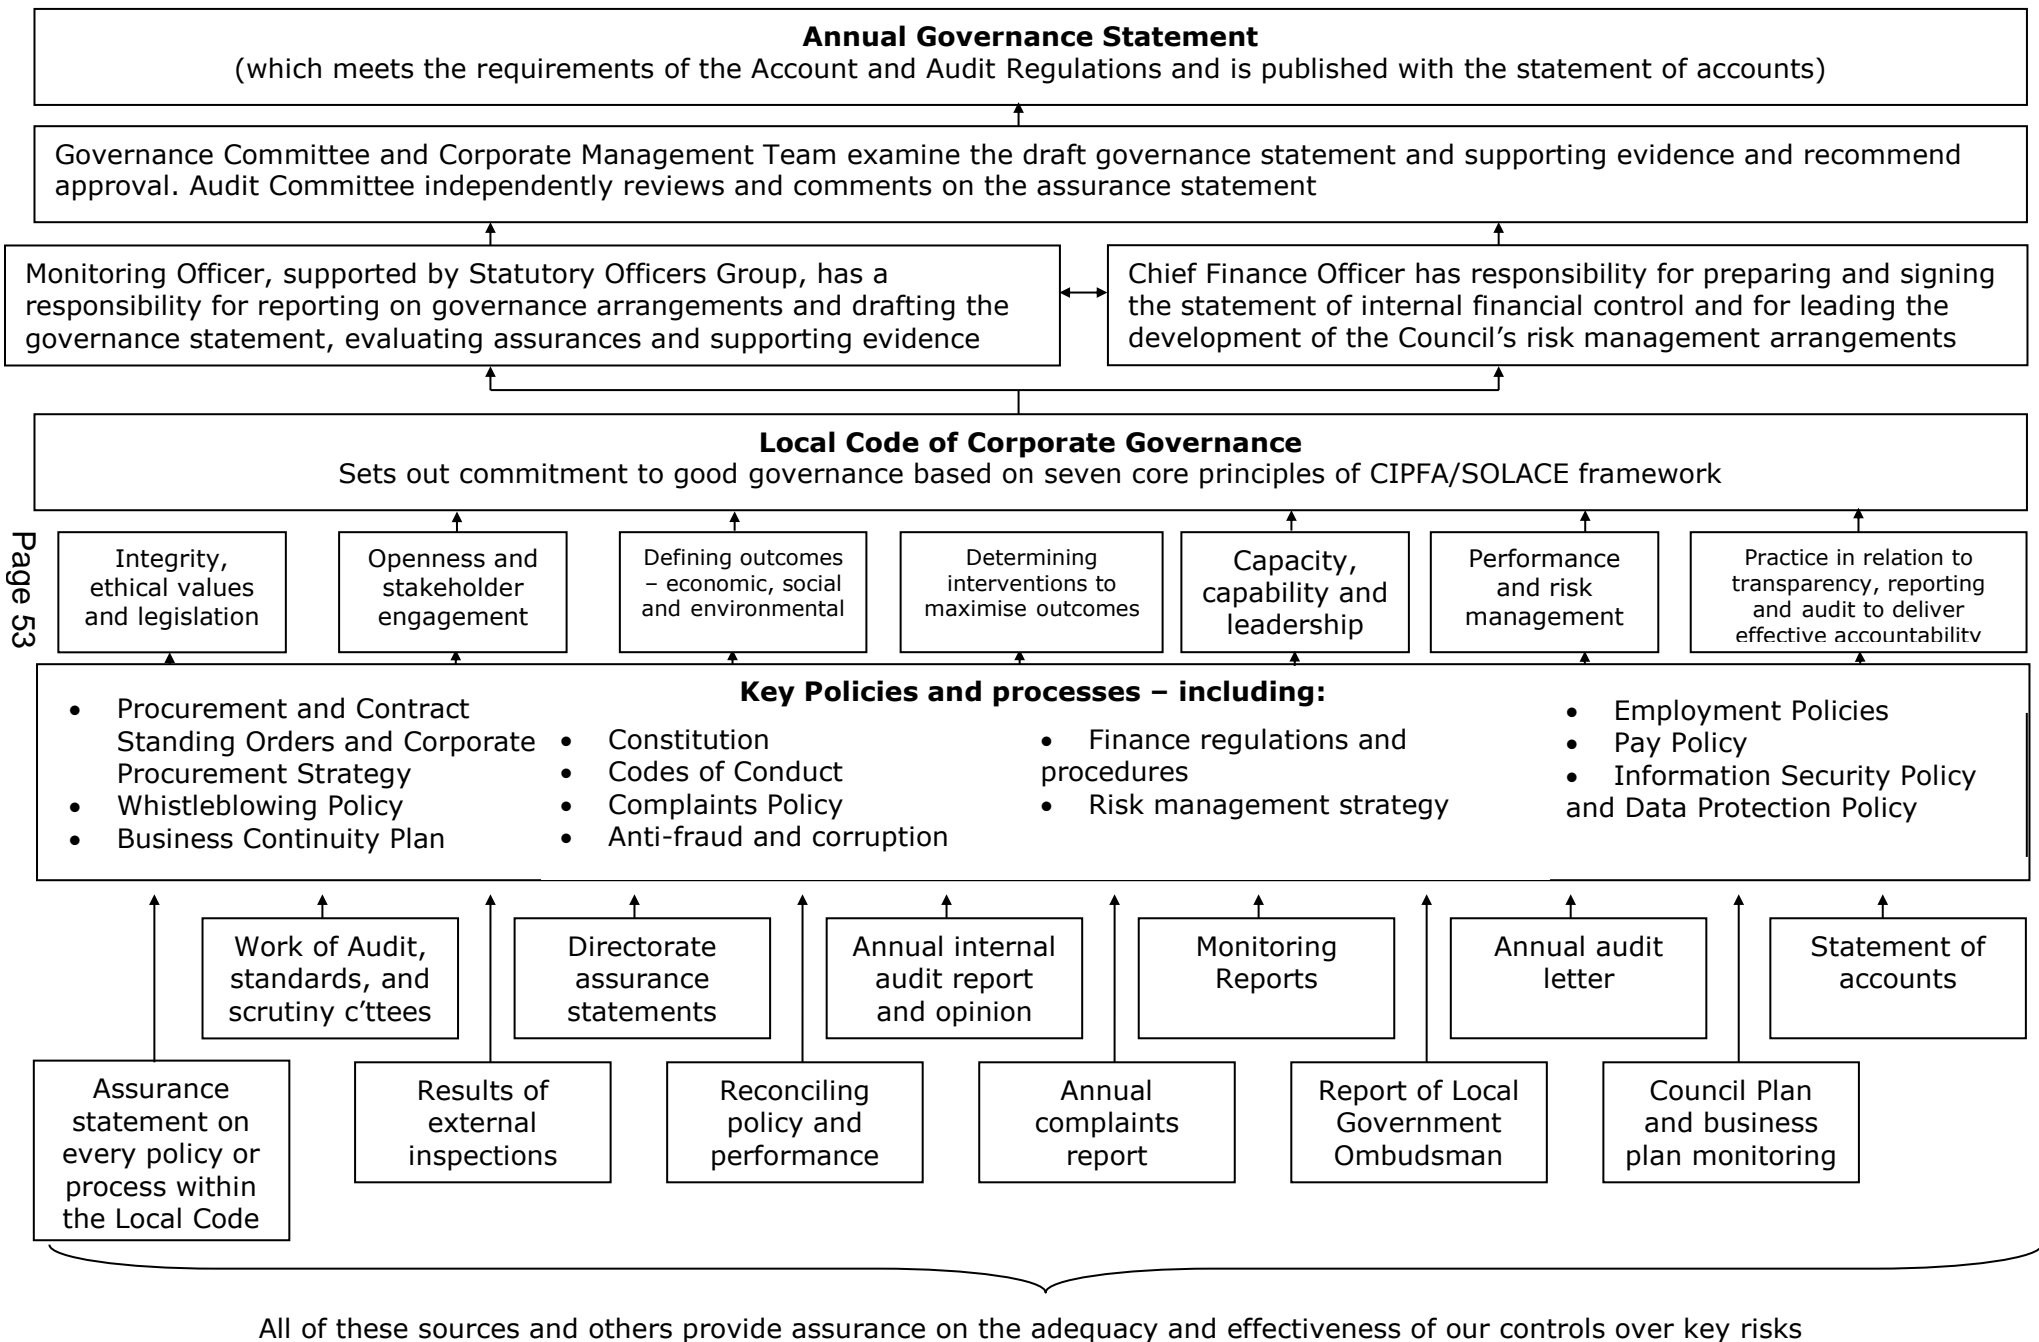 Annual Governance Statement
(which meets the requirements of the Account and Audit Regulations and is published with the statement of accounts)
Governance Committee and Corporate Management Team examine the draft governance statement and supporting evidence and recommend
approval. Audit Committee independently reviews and comments on the assurance statement
Monitoring Officer, supported by Statutory Officers Group, has a
responsibility for reporting on governance arrangements and drafting the
governance statement, evaluating assurances and supporting evidence
Chief Finance Officer has responsibility for preparing and signing
the statement of internal financial control and for leading the
development of the Council's risk management arrangements
Local Code of Corporate Governance
Sets out commitment to good governance based on seven core principles of CIPFA/SOLACE framework
Page 53
Integrity,
ethical values
and legislation
Openness and
stakeholder
engagement
Defining outcomes
– economic, social
and environmental
Determining
interventions to
maximise outcomes
Capacity,
capability and
leadership
Performance
and risk
management
Practice in relation to
transparency, reporting
and audit to deliver
effective accountability
Key Policies and processes – including:
• Procurement and Contract
Standing Orders and Corporate
Procurement Strategy
• Whistleblowing Policy
• Business Continuity Plan
• Constitution
• Codes of Conduct
• Complaints Policy
• Anti-fraud and corruption
• Finance regulations and
procedures
• Risk management strategy
• Employment Policies
• Pay Policy
• Information Security Policy
and Data Protection Policy
Work of Audit,
standards, and
scrutiny c'ttees
Directorate
assurance
statements
Annual internal
audit report
and opinion
Monitoring
Reports
Annual audit
letter
Statement of
accounts
Assurance
statement on
every policy or
process within
the Local Code
Results of
external
inspections
Reconciling
policy and
performance
Annual
complaints
report
Report of Local
Government
Ombudsman
Council Plan
and business
plan monitoring
All of these sources and others provide assurance on the adequacy and effectiveness of our controls over key risks